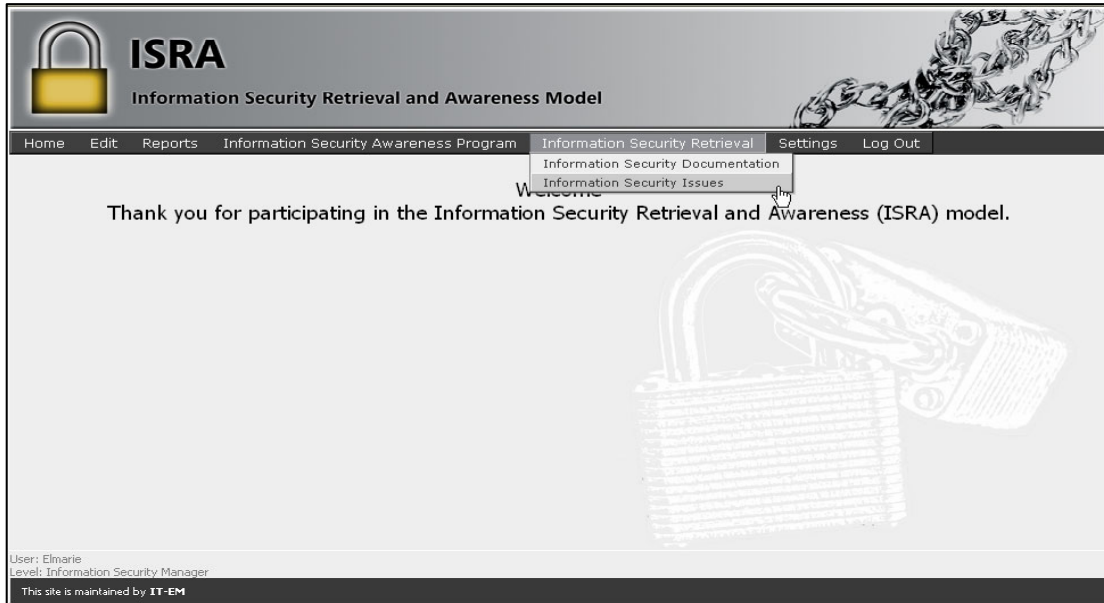 ISRA
Information Security Retrieval and Awareness Model
Home Edit Reports Information Security Awareness Program Information Security Retrieval Settings Log Out
Information Security Documentation
Information Security Issues
Welcome
Thank you for participating in the Information Security Retrieval and Awareness (ISRA) model.
User: Elmarie
Level: Information Security Manager
This site is maintained by IT-EM